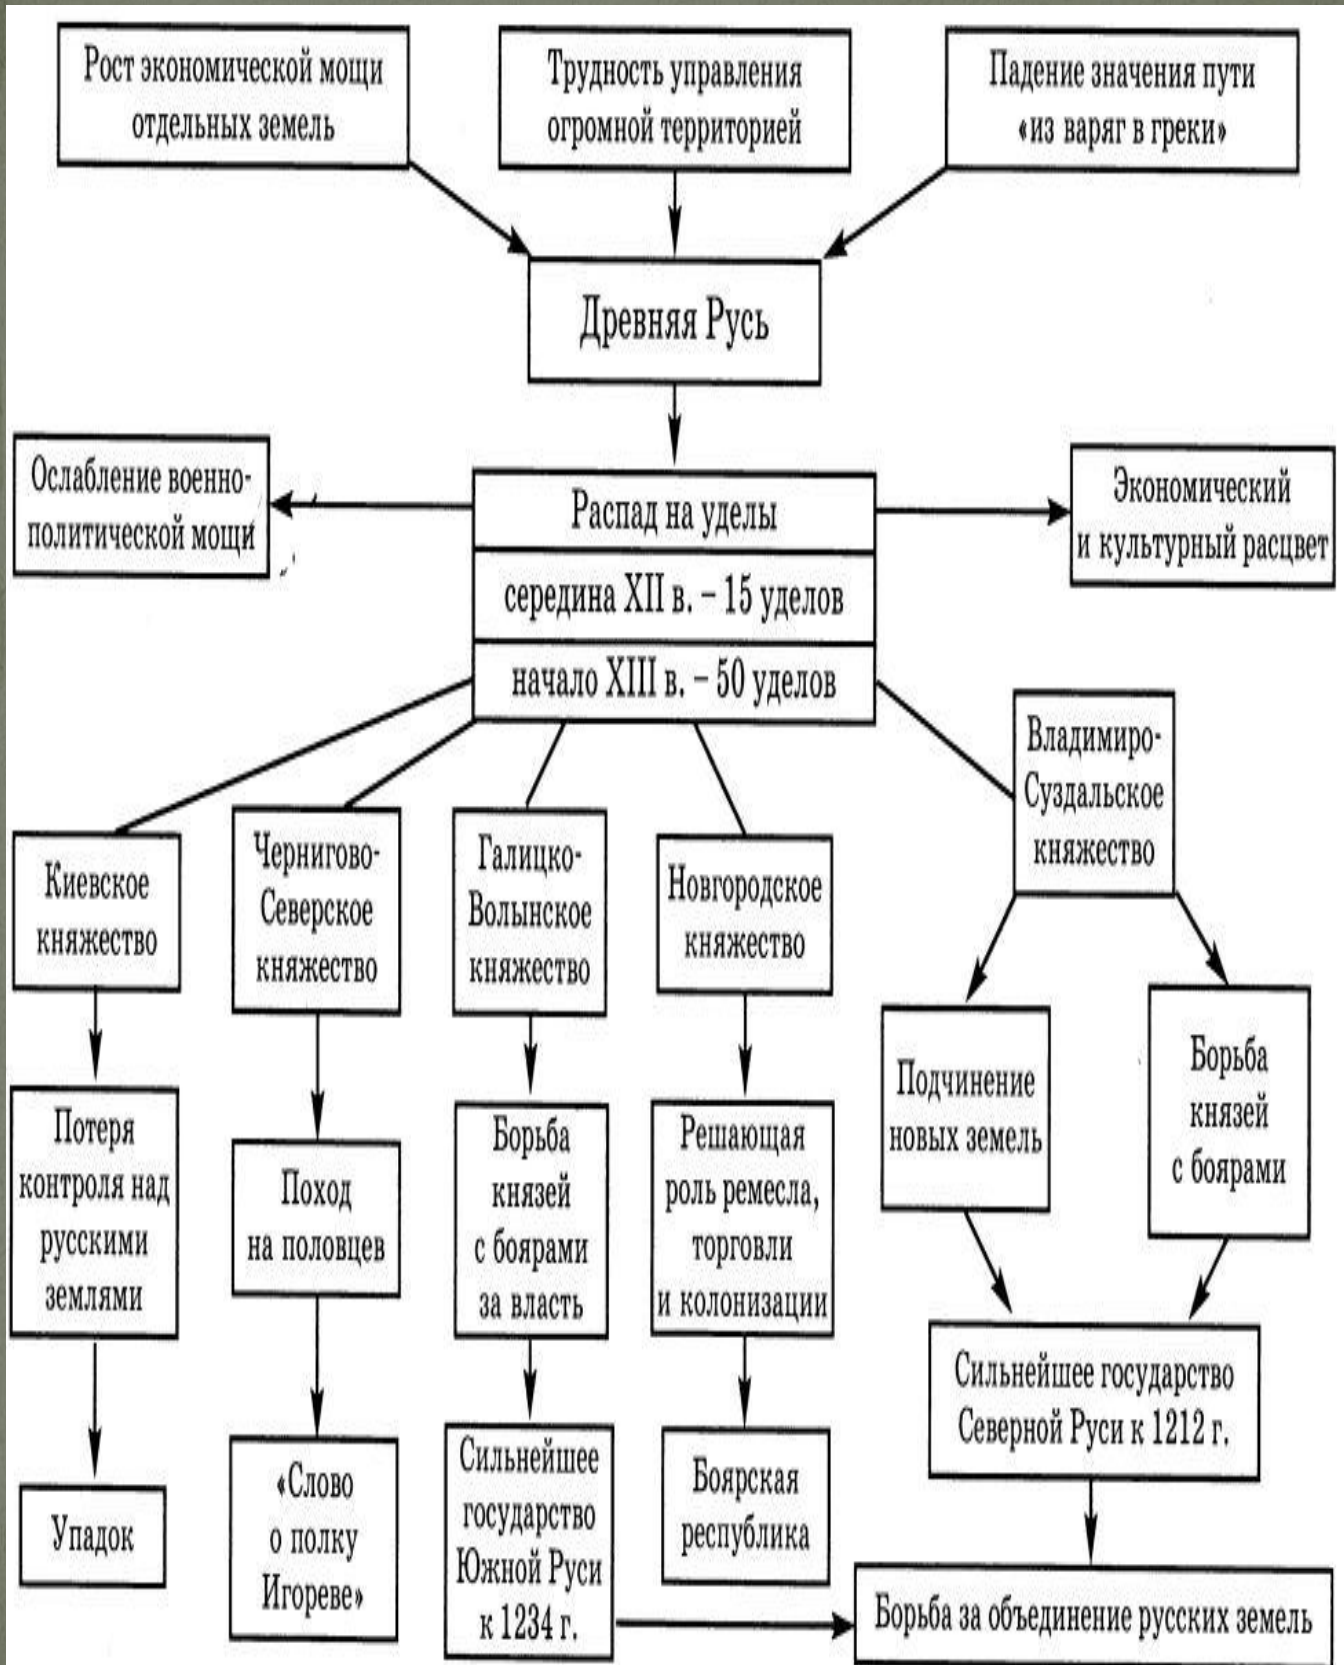 Рост экономической мощи
отдельных земель
Трудность управления
огромной территорией
Падение значения пути
«из варяг в греки»
Древняя Русь
Ослабление военно-
политической мощи
Распад на уделы
середина XII в. – 15 уделов
начало XIII в. – 50 уделов
Экономический
и культурный расцвет
Киевское
княжество
Чернигово-
Северское
княжество
Галицко-
Волынское
княжество
Новгородское
княжество
Владимиро-
Суздальское
княжество
Потеря
контроля над
русскими
землями
Поход
на половцев
Борьба
князей
с боярами
за власть
Решающая
роль ремесла,
торговли
и колонизации
Подчинение
новых земель
Борьба
князей
с боярами
Упадок
«Слово
о полку
Игореве»
Сильнейшее
государство
Южной Руси
к 1234 г.
Боярская
республика
Сильнейшее государство
Северной Руси к 1212 г.
Борьба за объединение русских земель